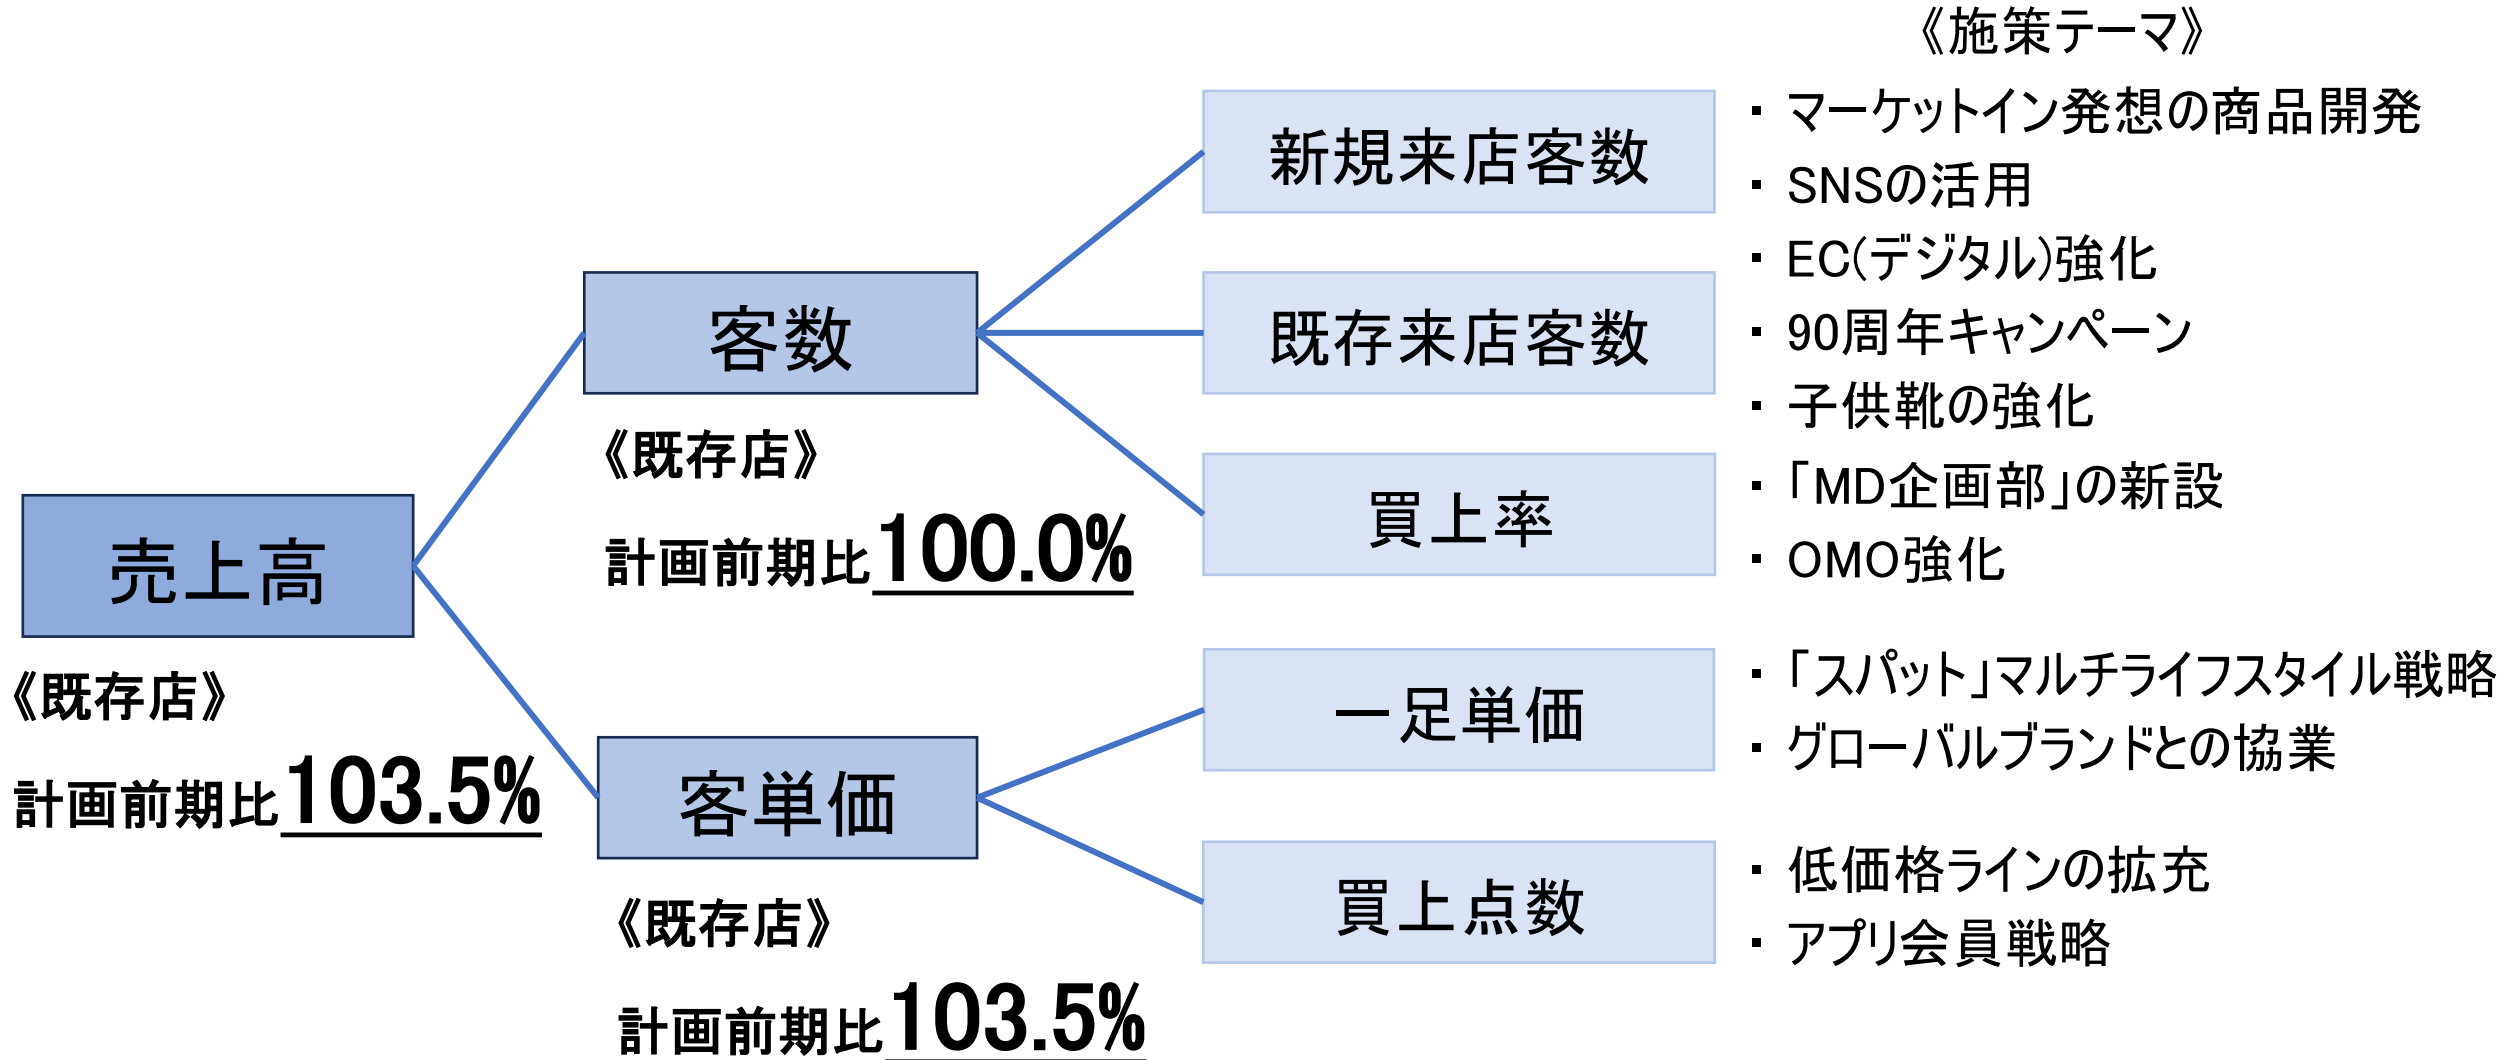 《施策テーマ》
売上高
《既存店》
計画前期比103.5%
客数
《既存店》
計画前期比100.0%
新規来店客数
既存来店客数
買上率
マーケットイン発想の商品開発
SNSの活用
EC(デジタル)強化
90周年キャンペーン
子供靴の強化
「MD企画部」の新設
OMO強化
客単価
《既存店》
計画前期比103.5%
一足単価
買上点数
「スパット」マルチライフスタイル戦略
グローバルブランドとの協業
低価格ラインの拡充
アプリ会員戦略